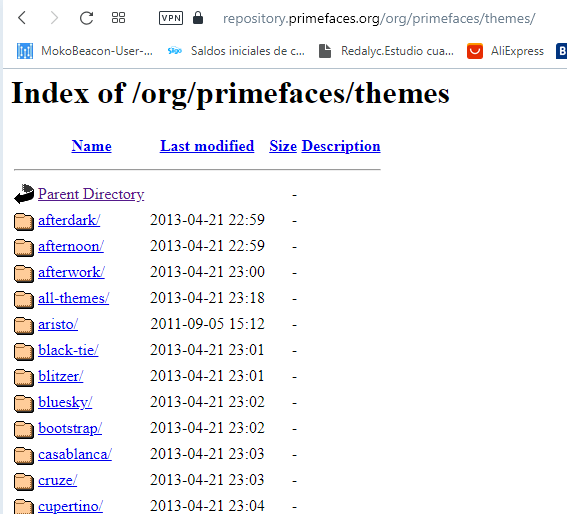 VPN repository.primefaces.org/org/primefaces/themes/
MokoBeacon-User-... Siigo Saldos iniciales de c... Redalyc.Estudio cua... AliExpress B
Index of /org/primefaces/themes
Name Last modified Size Description
Parent Directory -
afterdark/ 2013-04-21 22:59 -
afternoon/ 2013-04-21 22:59 -
afterwork/ 2013-04-21 23:00 -
all-themes/ 2013-04-21 23:18 -
aristo/ 2011-09-05 15:12 -
black-tie/ 2013-04-21 23:01 -
blitzer/ 2013-04-21 23:01 -
bluesky/ 2013-04-21 23:02 -
bootstrap/ 2013-04-21 23:02 -
casablanca/ 2013-04-21 23:03 -
cruze/ 2013-04-21 23:03 -
cupertino/ 2013-04-21 23:04 -